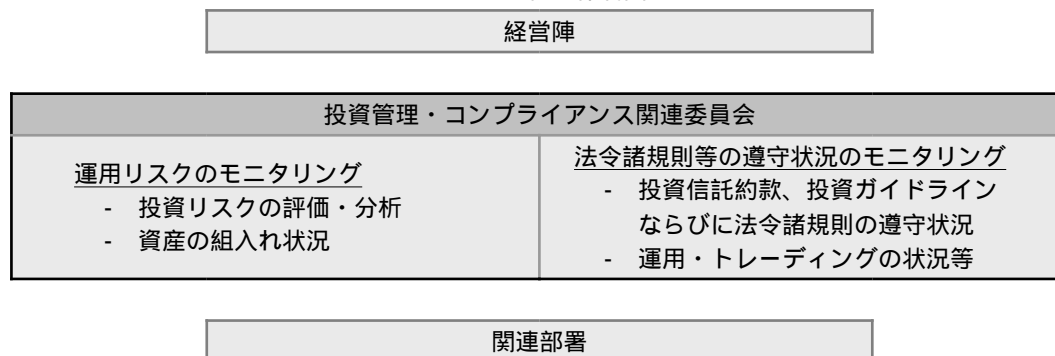 経営陣
投資管理・コンプライアンス関連委員会
運用リスクのモニタリング
- 投資リスクの評価・分析
- 資産の組入れ状況
法令諸規則等の遵守状況のモニタリング
- 投資信託約款、投資ガイドライン
ならびに法令諸規則の遵守状況
- 運用・トレーディングの状況等
関連部署